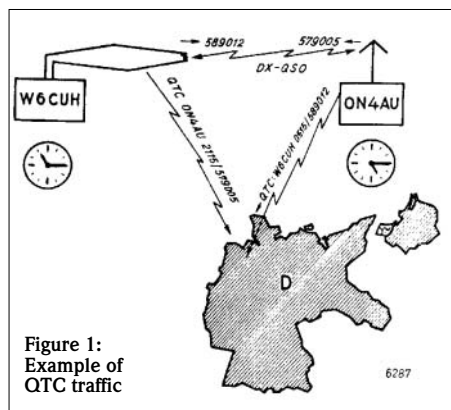 589012 579005
DX-QSO
W6CUH
ON4AU
QTC ON4AU 2115/579005
QTC-W6CUH 0515/589012
D
Figure 1:
Example of
QTC traffic
6287